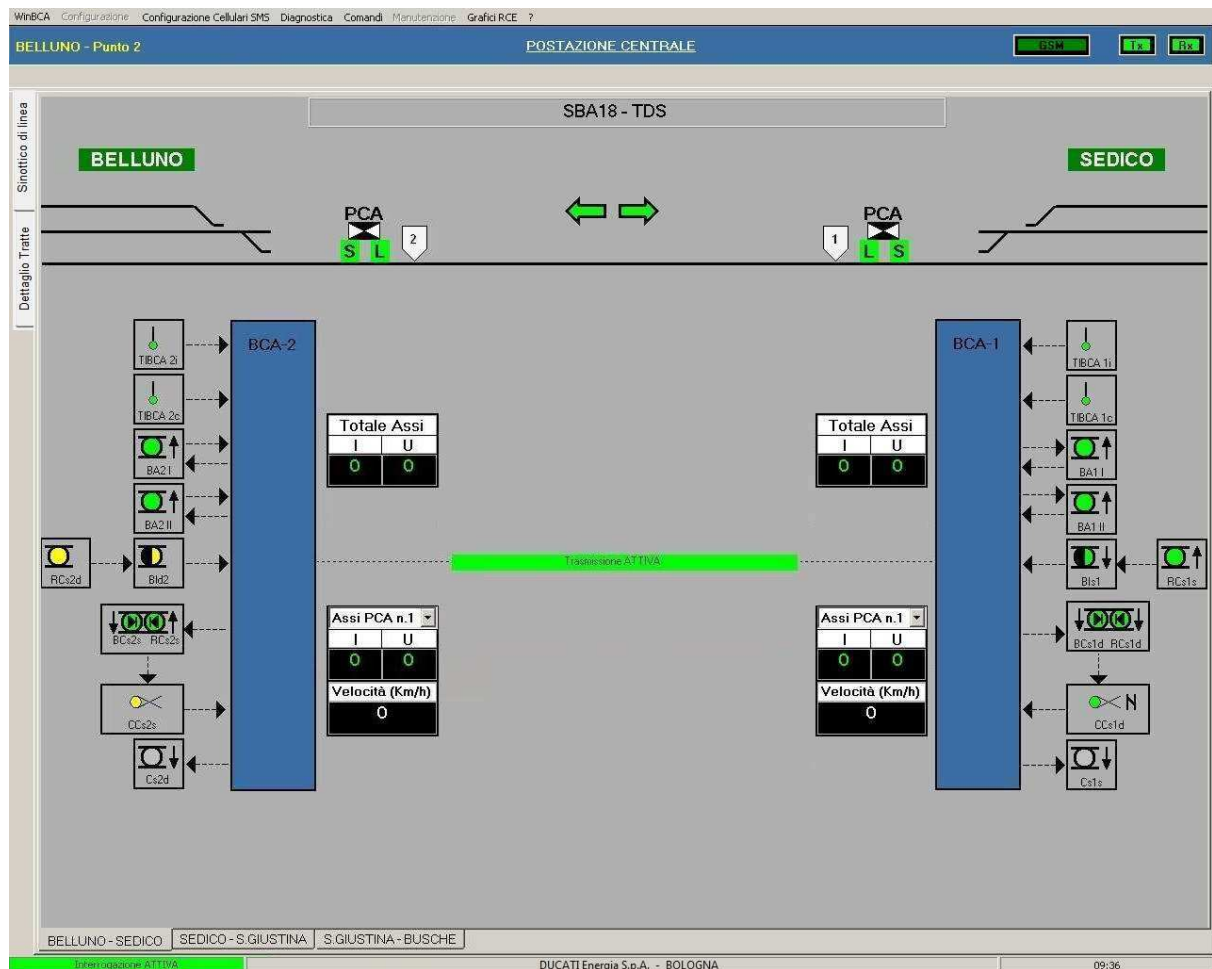 WinBCA Configurazione Configurazione Cellulari SMS Diagnostica Comandi Manutenzione Grafici RCE ?
BELLUNO - Punto 2 POSTAZIONE CENTRALE GSM Tx Rx
Sinottico di linea
Dettaglio Tratte
SBA18 - TDS
BELLUNO SEDICO
PCA PCA
S L 2 1 L S
BCA-2 BCA-1
TIBCA 2i TIBCA 1i
TIBCA 2c TIBCA 1c
Totale Assi Totale Assi
I U I U
0 0 0 0
BA2 I BA1 I
BA2 II BA1 II
Trasmissione ATTIVA
RCs2d BId2 BIs1 RCs1s
Assi PCA n.1 Assi PCA n.1
I U I U
0 0 0 0
BCs2s RCs2s BCs1d RCs1d
Velocità (Km/h) Velocità (Km/h)
0 0
N
CCs2s CCs1d
Cs2d Cs1s
BELLUNO - SEDICO SEDICO - S.GIUSTINA S.GIUSTINA - BUSCHE
Interrogazione ATTIVA DUCATI Energia S.p.A. - BOLOGNA 09:36